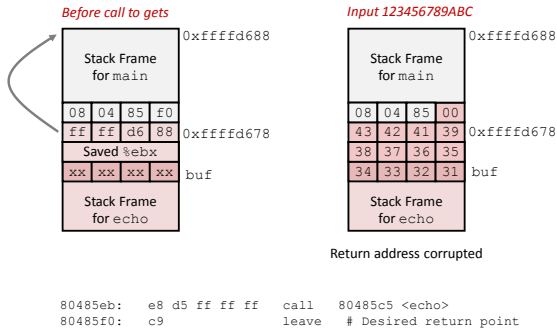 Before call to gets
Input 123456789ABC
0xffffd688
0xffffd688
Stack Frame
for main
Stack Frame
for main
08 04 85 f0
08 04 85 00
ff ff d6 88 0xffffd678
43 42 41 39 0xffffd678
Saved %ebx
38 37 36 35
xx xx xx xx buf
34 33 32 31 buf
Stack Frame
for echo
Stack Frame
for echo
Return address corrupted
80485eb: e8 d5 ff ff ff call 80485c5 <echo>
80485f0: c9 leave # Desired return point